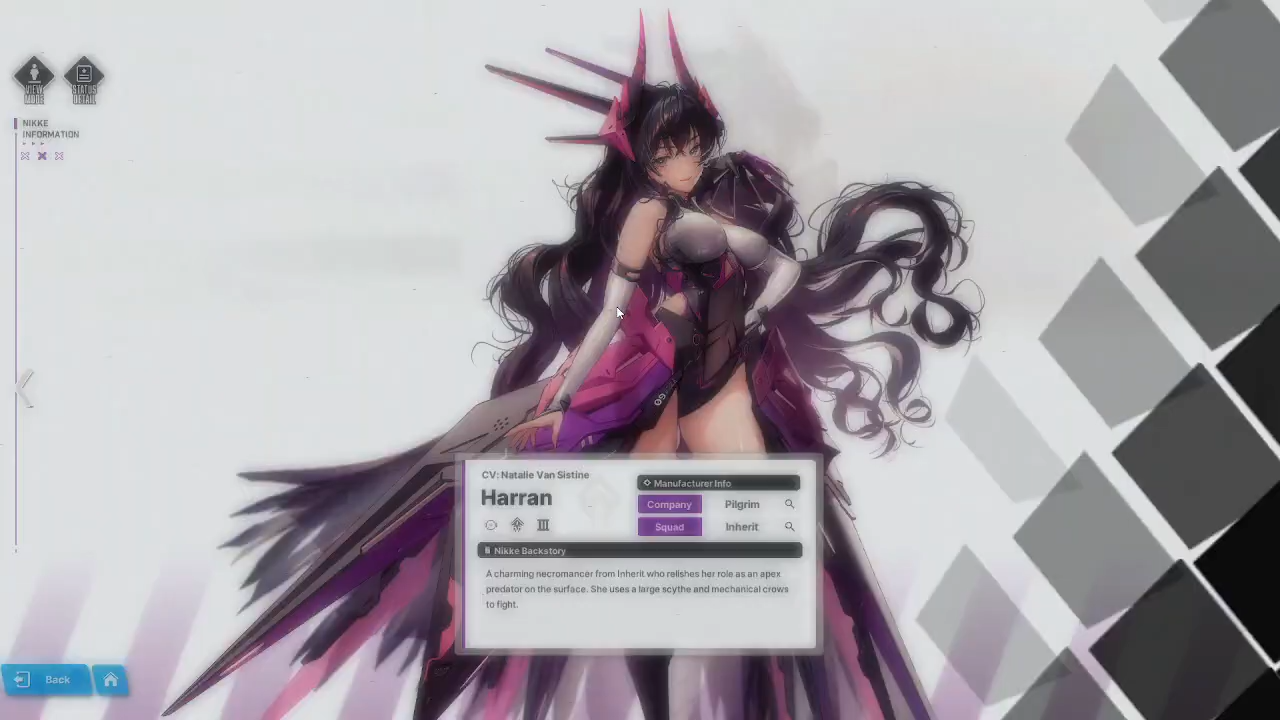 VIEW
MODE
STATUS
DETAIL
NIKKE
INFORMATION
09
CV: Natalie Van Sistine
Harran
Manufacturer Info
Company Pilgrim
Squad Inherit
Nikke Backstory
A charming necromancer from Inherit who relishes her role as an apex
predator on the surface. She uses a large scythe and mechanical crows
to fight.
Back